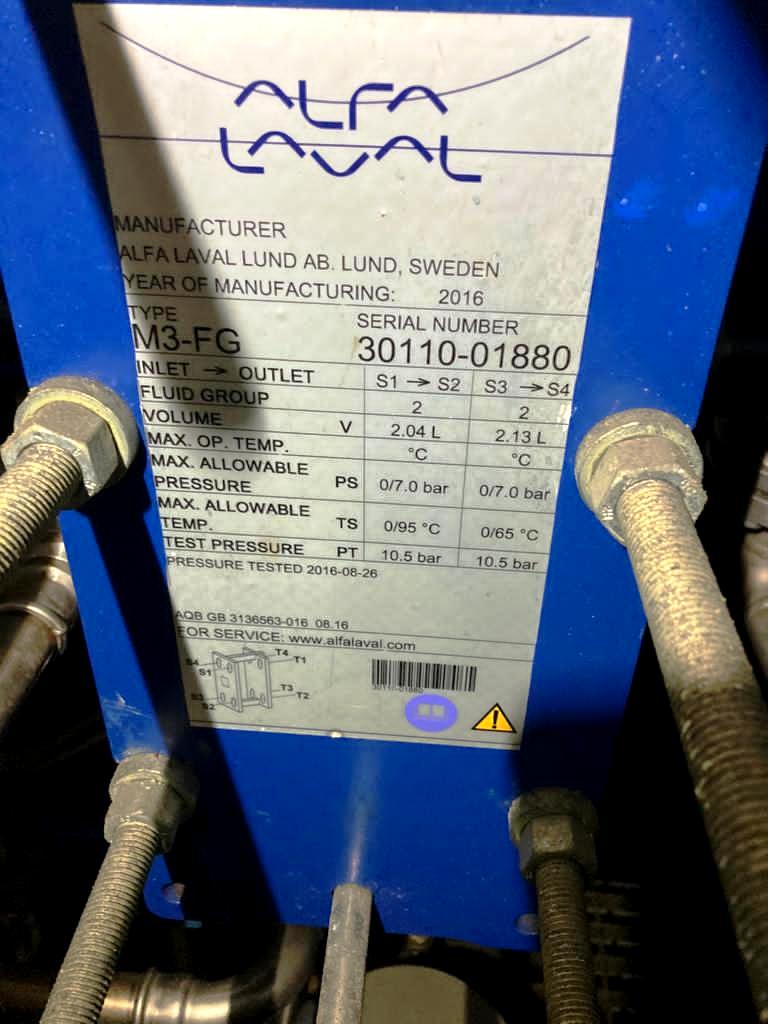 ALFA
LAVAL
MANUFACTURER
ALFA LAVAL LUND AB. LUND, SWEDEN
YEAR OF MANUFACTURING: 2016
TYPE SERIAL NUMBER
M3-FG 30110-01880
INLET → OUTLET S1 → S2 S3 → S4
FLUID GROUP 2 2
VOLUME V 2.04 L 2.13 L
MAX. OP. TEMP. °C °C
MAX. ALLOWABLE
PRESSURE PS 0/7.0 bar 0/7.0 bar
MAX. ALLOWABLE
TEMP. TS 0/95 °C 0/65 °C
TEST PRESSURE PT 10.5 bar 10.5 bar
PRESSURE TESTED 2016-08-26
AQB GB 3136563-016 08.16
FOR SERVICE: www.alfalaval.com
S4 T4
S1 T1
S3 T3
S2 T2
30110-01880